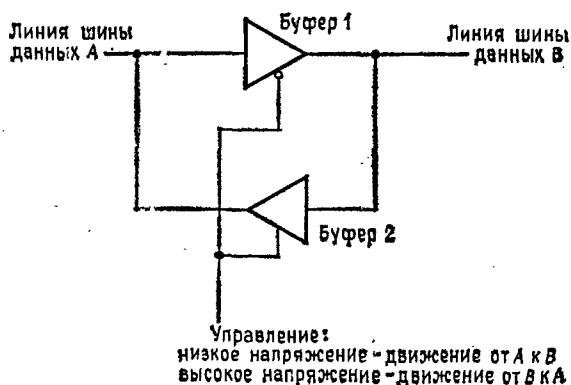 Буфер 1
Линия шины
данных A
Линия шины
данных B
Буфер 2
Управление:
низкое напряжение - движение от A к B
высокое напряжение - движение от B к A